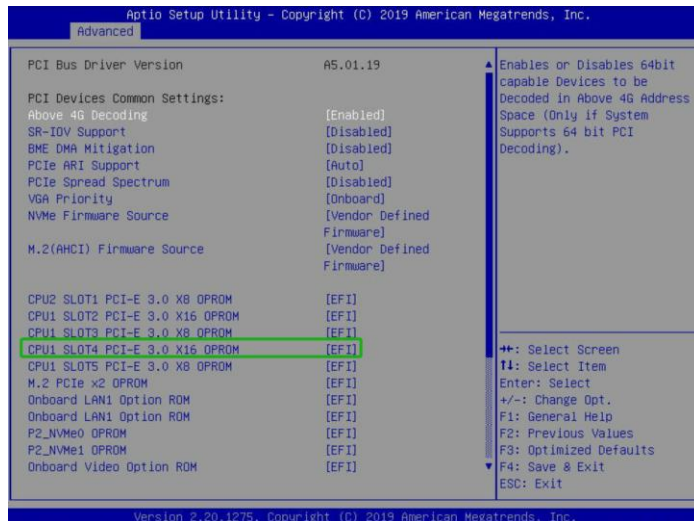 Aptio Setup Utility – Copyright (C) 2019 American Megatrends, Inc.
Advanced
PCI Bus Driver Version A5.01.19
PCI Devices Common Settings:
Above 4G Decoding [Enabled]
SR-IOV Support [Disabled]
BME DMA Mitigation [Disabled]
PCIe ARI Support [Auto]
PCIe Spread Spectrum [Disabled]
VGA Priority [Onboard]
NVMe Firmware Source [Vendor Defined
Firmware]
M.2(AHCI) Firmware Source [Vendor Defined
Firmware]
CPU2 SLOT1 PCI-E 3.0 X8 OPROM [EFI]
CPU1 SLOT2 PCI-E 3.0 X16 OPROM [EFI]
CPU1 SLOT3 PCI-E 3.0 X8 OPROM [EFI]
CPU1 SLOT4 PCI-E 3.0 X16 OPROM [EFI]
CPU1 SLOT5 PCI-E 3.0 X8 OPROM [EFI]
M.2 PCIe x2 OPROM [EFI]
Onboard LAN1 Option ROM [EFI]
Onboard LAN1 Option ROM [EFI]
P2_NVMe0 OPROM [EFI]
P2_NVMe1 OPROM [EFI]
Onboard Video Option ROM [EFI]
Enables or Disables 64bit
capable Devices to be
Decoded in Above 4G Address
Space (Only if System
Supports 64 bit PCI
Decoding).
→←: Select Screen
↑↓: Select Item
Enter: Select
+/-: Change Opt.
F1: General Help
F2: Previous Values
F3: Optimized Defaults
F4: Save & Exit
ESC: Exit
Version 2.20.1275. Copyright (C) 2019 American Megatrends, Inc.